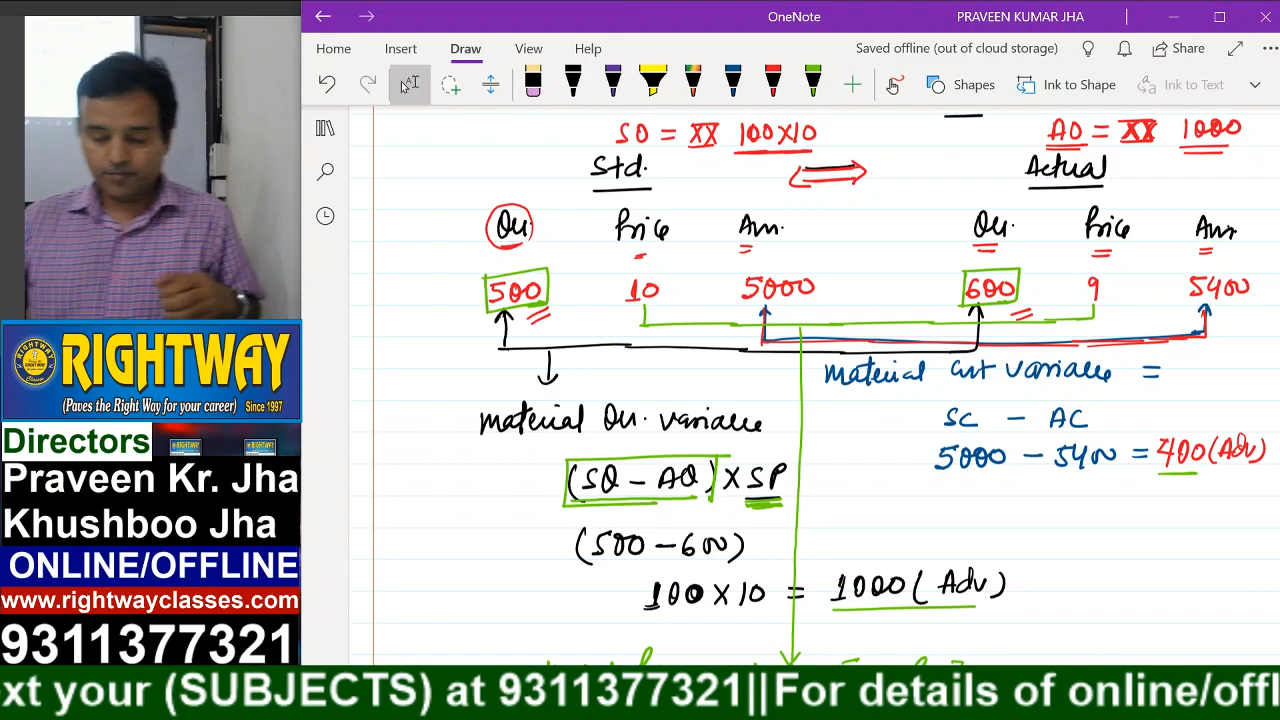 OneNote
PRAVEEN KUMAR JHA
Home Insert Draw View Help
Saved offline (out of cloud storage)
Share
Shapes Ink to Shape Ink to Text
SO = XX 100x10
AO = XX 1000
Std.
Actual
Qu. Price Am. Qu. Price Am.
500 10 5000 600 9 5400
material cost variance =
SC - AC
5000 - 5400 = 400 (Adv)
material Qu. variance
(SQ - AQ) x SP
(500 - 600)
100 x 10 = 1000 (Adv)
RIGHTWAY
(Paves the Right Way for your career) Since 1997
Directors
Praveen Kr. Jha
Khushboo Jha
ONLINE/OFFLINE
www.rightwayclasses.com
9311377321
xt your (SUBJECTS) at 9311377321||For details of online/offl